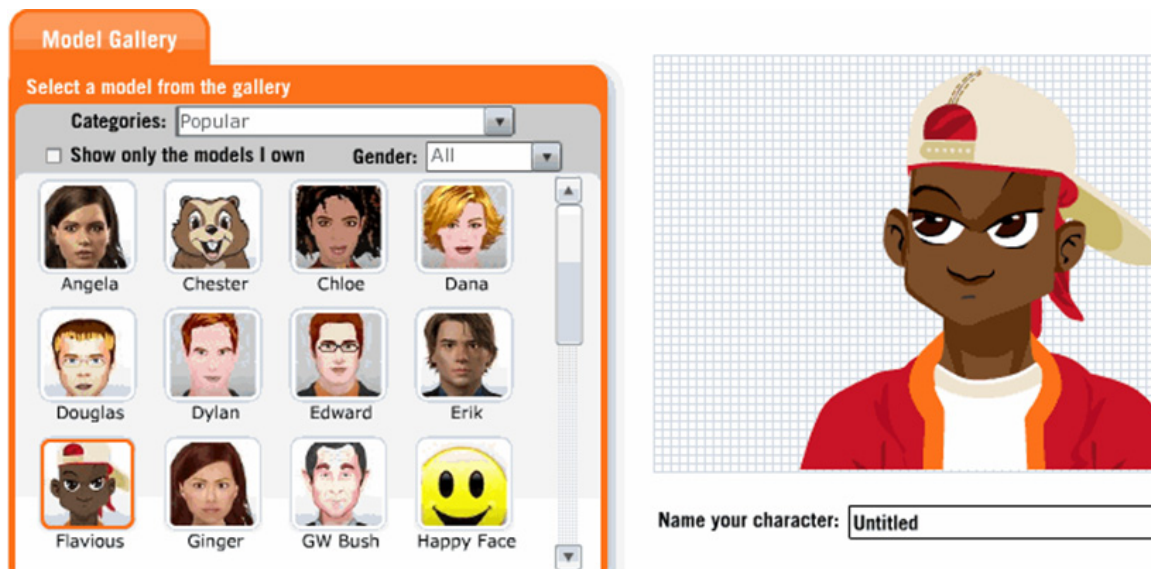 Model Gallery
Select a model from the gallery
Categories: Popular
Show only the models I own Gender: All
Angela Chester Chloe Dana
Douglas Dylan Edward Erik
Flavious Ginger GW Bush Happy Face
Name your character: Untitled